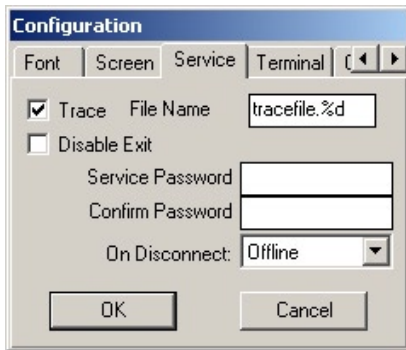 Configuration
Font Screen Service Terminal
Trace File Name tracefile.%d
Disable Exit
Service Password
Confirm Password
On Disconnect: Offline
OK Cancel